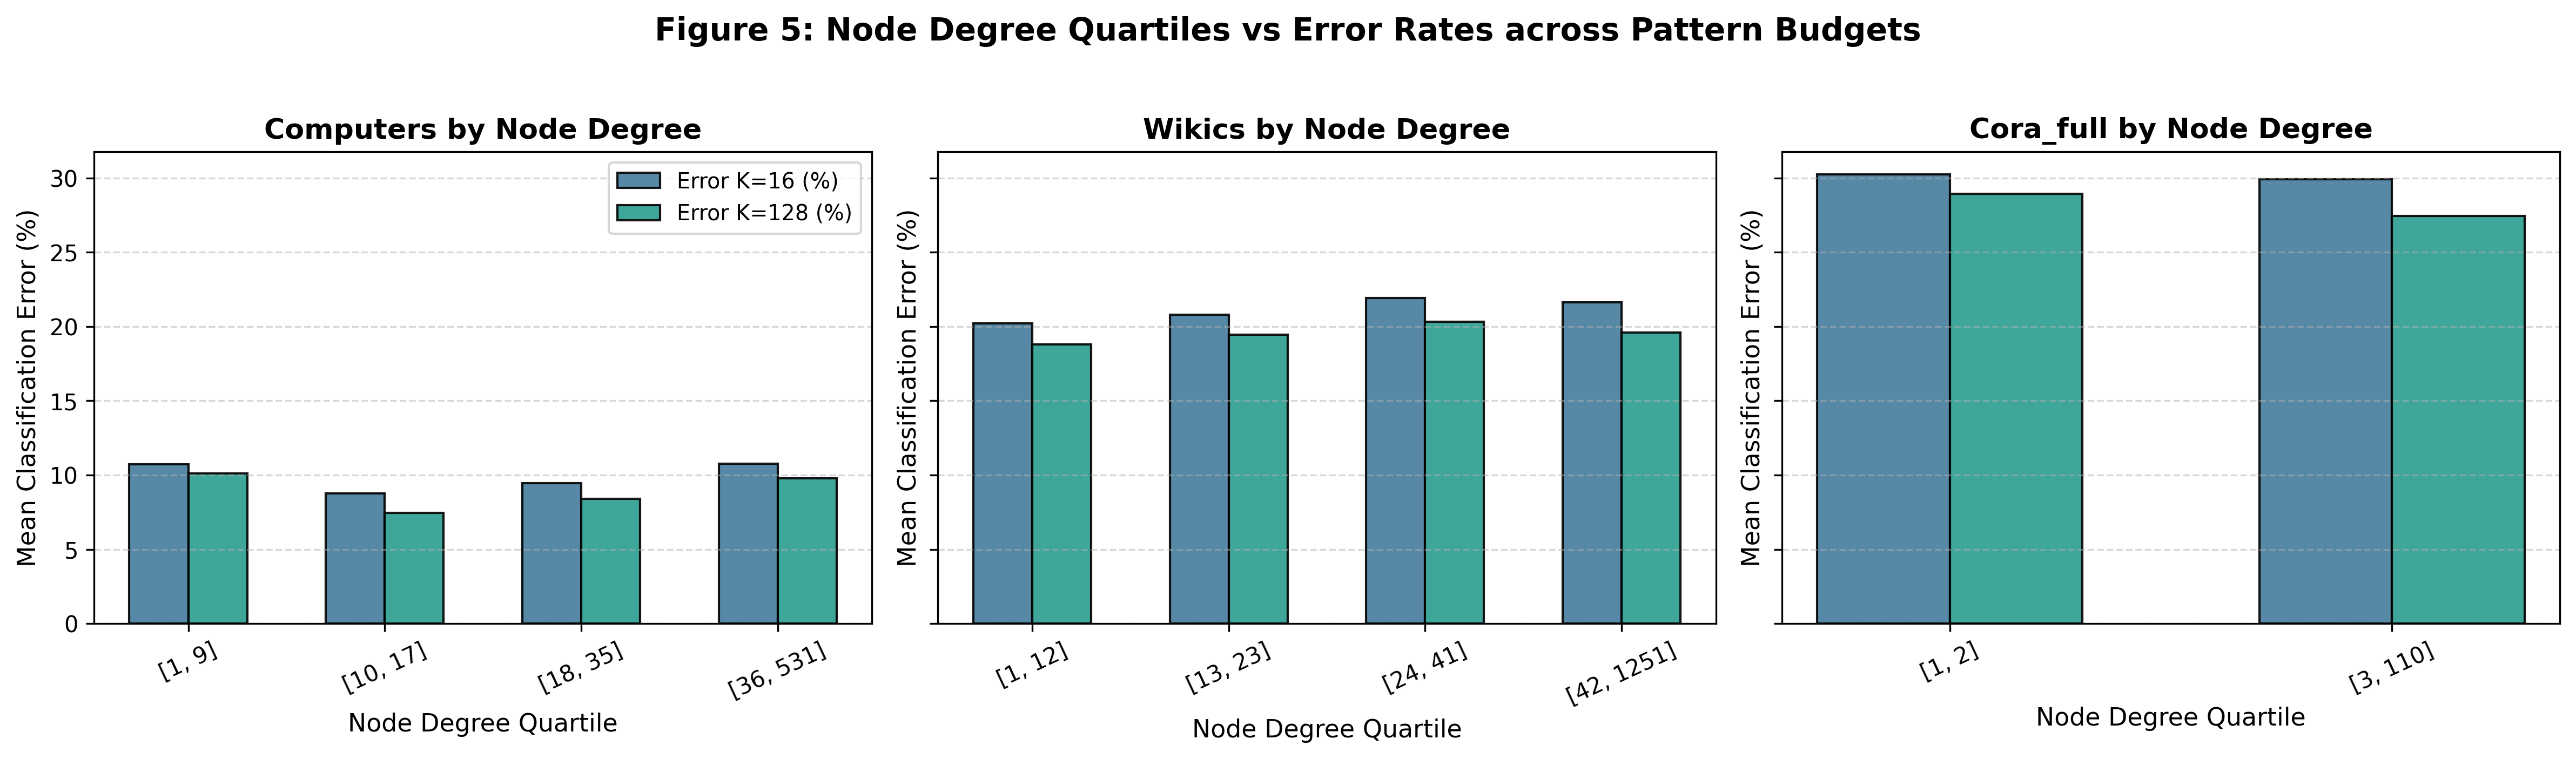 Figure 5: Node Degree Quartiles vs Error Rates across Pattern Budgets
Computers by Node Degree
Mean Classification Error (%)
30
25
20
15
10
5
0
Error K=16 (%)
Error K=128 (%)
[1, 9]
[10, 17]
[18, 35]
[36, 531]
Node Degree Quartile
Wikics by Node Degree
Mean Classification Error (%)
[1, 12]
[13, 23]
[24, 41]
[42, 1251]
Node Degree Quartile
Cora_full by Node Degree
Mean Classification Error (%)
[1, 2]
[3, 110]
Node Degree Quartile